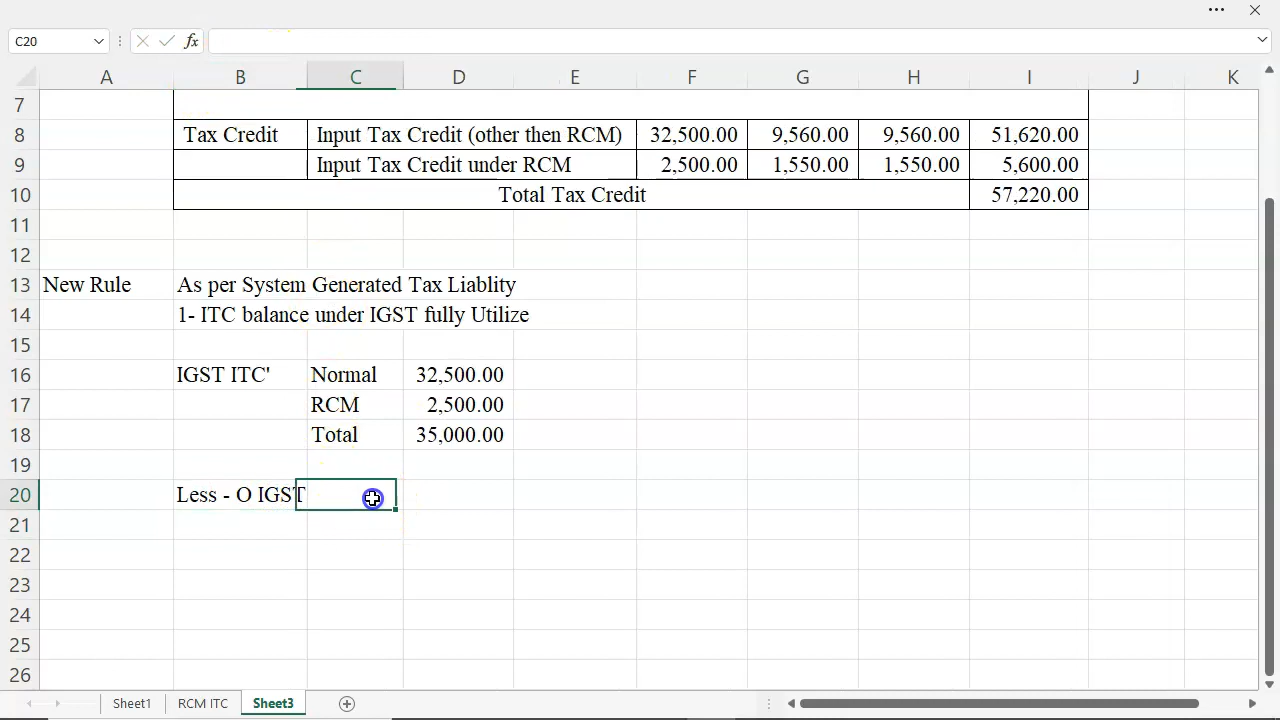 C20 fx
A B C D E F G H I J K
7
8 Tax Credit Input Tax Credit (other then RCM) 32,500.00 9,560.00 9,560.00 51,620.00
9 Input Tax Credit under RCM 2,500.00 1,550.00 1,550.00 5,600.00
10 Total Tax Credit 57,220.00
11
12
13 New Rule As per System Generated Tax Liablity
14 1- ITC balance under IGST fully Utilize
15
16 IGST ITC' Normal 32,500.00
17 RCM 2,500.00
18 Total 35,000.00
19
20 Less - O IGST
21
22
23
24
25
26
Sheet1 RCM ITC Sheet3